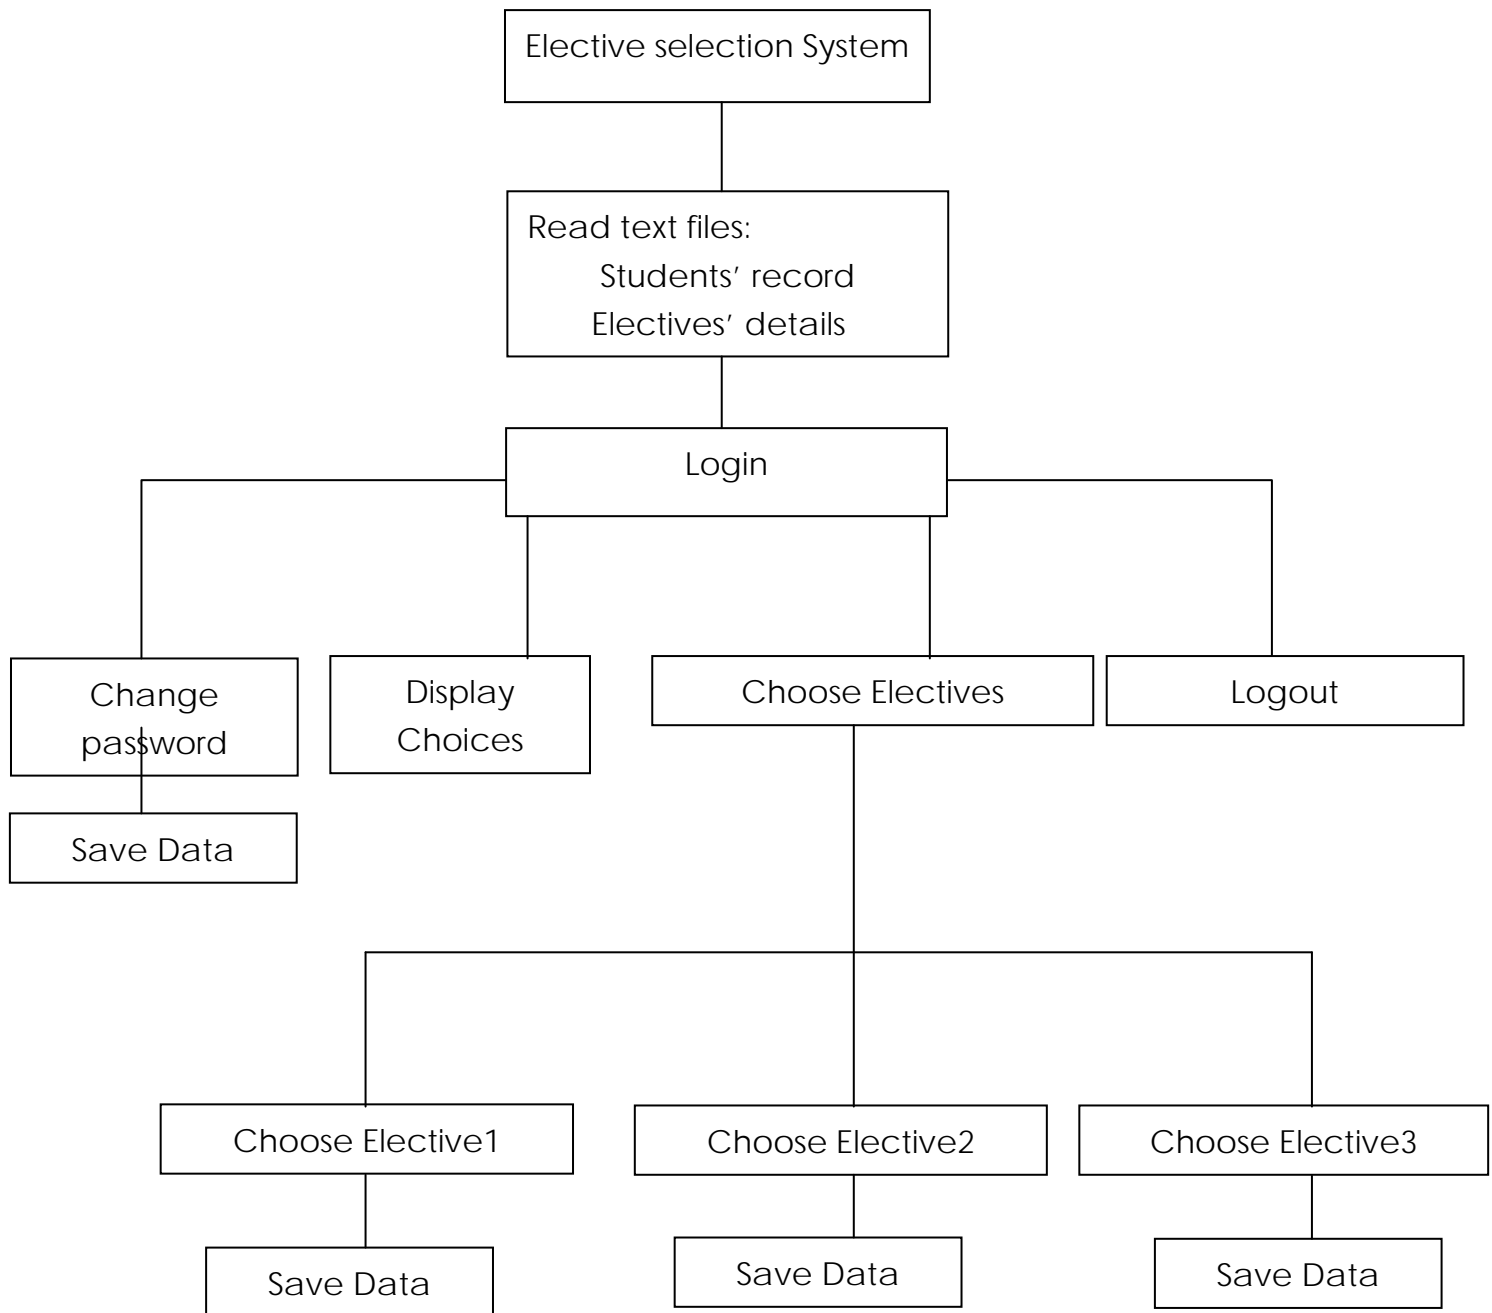 Elective selection System
Read text files:
Students’ record
Electives’ details
Login
Change
password
Display
Choices
Choose Electives
Logout
Save Data
Choose Elective1
Choose Elective2
Choose Elective3
Save Data
Save Data
Save Data